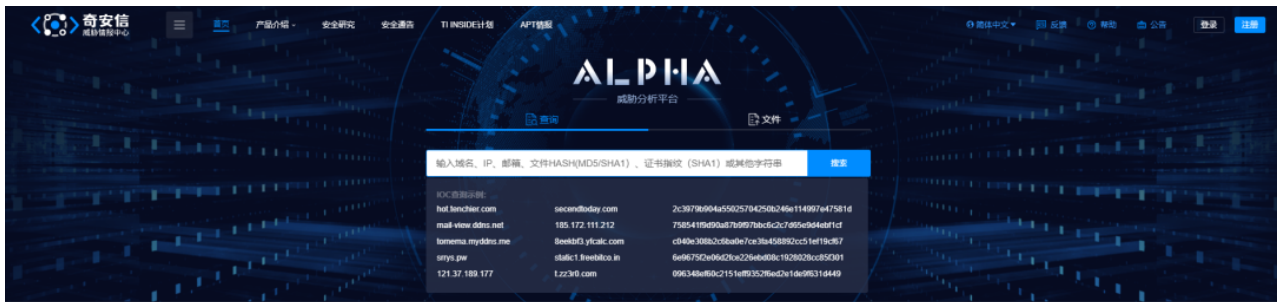 奇安信
威胁情报中心
首页 产品介绍 安全研究 安全通告 TI INSIDE计划 APT情报 简体中文 反馈 帮助 公告 登录 注册
ALPHA
威胁分析平台
查询 文件
输入域名、IP、邮箱、文件HASH(MD5/SHA1)、证书指纹(SHA1)或其他字符串 搜索
IOC查询示例:
hot.tenchier.com secendtoday.com 2c3979b904a55025704250b246e114997e47581d
mail-view.ddns.net 185.172.111.212 758541f9d90a87b9f97bbc6c2c7d65e9d4ebf1cf
tomema.myddns.me 8eekbf3.yfcalc.com c040e308b2c6ba0e7ce3fa458892cc51ef19cf67
srrys.pw static1.freebitco.in 6e9675f2e06d2fce226ebd08c1928028cc85f301
121.37.189.177 t.zz3r0.com 096348ef60c2151eff9352f6ed2e1de9f631d449